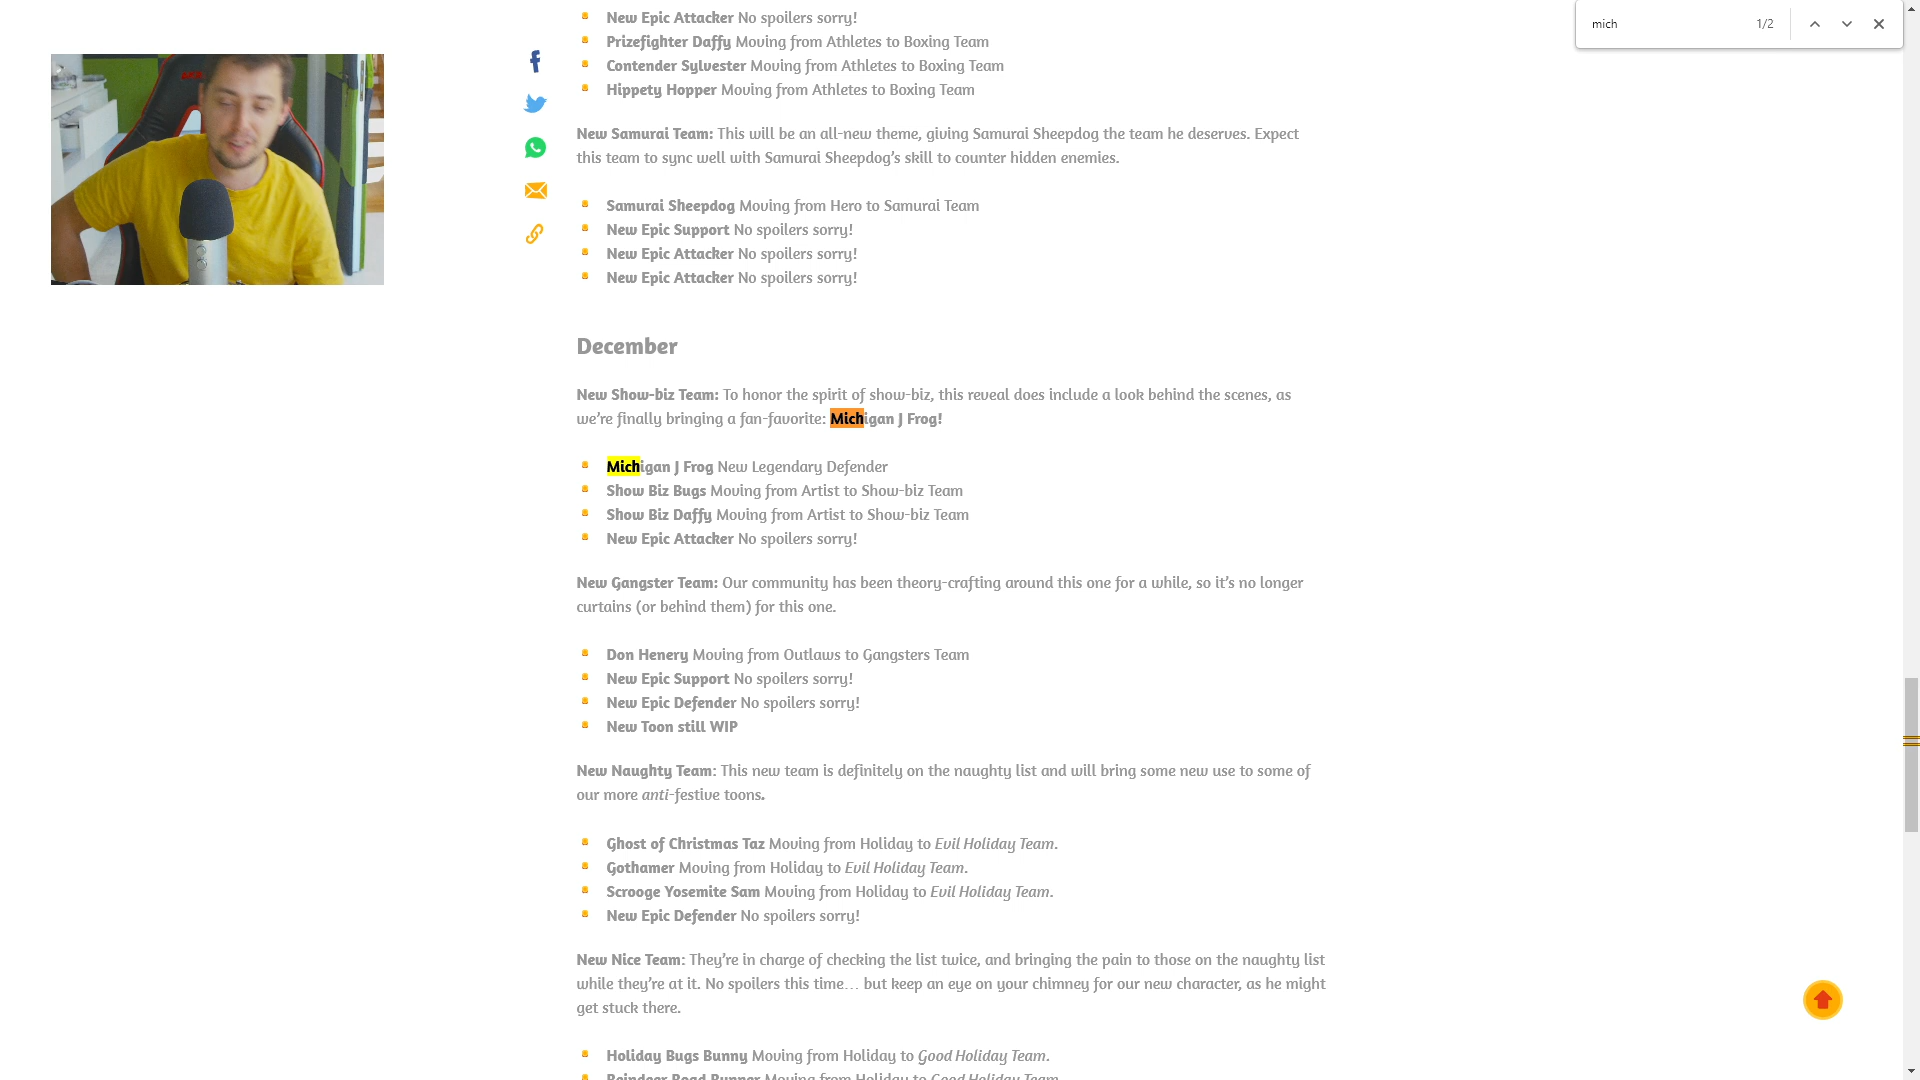 New Epic Attacker No spoilers sorry!
mich 1/2
Prizefighter Daffy Moving from Athletes to Boxing Team
Contender Sylvester Moving from Athletes to Boxing Team
Hippety Hopper Moving from Athletes to Boxing Team
New Samurai Team: This will be an all-new theme, giving Samurai Sheepdog the team he deserves. Expect
this team to sync well with Samurai Sheepdog’s skill to counter hidden enemies.
Samurai Sheepdog Moving from Hero to Samurai Team
New Epic Support No spoilers sorry!
New Epic Attacker No spoilers sorry!
New Epic Attacker No spoilers sorry!
December
New Show-biz Team: To honor the spirit of show-biz, this reveal does include a look behind the scenes, as
we’re finally bringing a fan-favorite: Michigan J Frog!
Michigan J Frog New Legendary Defender
Show Biz Bugs Moving from Artist to Show-biz Team
Show Biz Daffy Moving from Artist to Show-biz Team
New Epic Attacker No spoilers sorry!
New Gangster Team: Our community has been theory-crafting around this one for a while, so it’s no longer
curtains (or behind them) for this one.
Don Henery Moving from Outlaws to Gangsters Team
New Epic Support No spoilers sorry!
New Epic Defender No spoilers sorry!
New Toon still WIP
New Naughty Team: This new team is definitely on the naughty list and will bring some new use to some of
our more anti-festive toons.
Ghost of Christmas Taz Moving from Holiday to Evil Holiday Team.
Gothamer Moving from Holiday to Evil Holiday Team.
Scrooge Yosemite Sam Moving from Holiday to Evil Holiday Team.
New Epic Defender No spoilers sorry!
New Nice Team: They’re in charge of checking the list twice, and bringing the pain to those on the naughty list
while they’re at it. No spoilers this time… but keep an eye on your chimney for our new character, as he might
get stuck there.
Holiday Bugs Bunny Moving from Holiday to Good Holiday Team.
Reindeer Road Runner Moving from Holiday to Good Holiday Team.